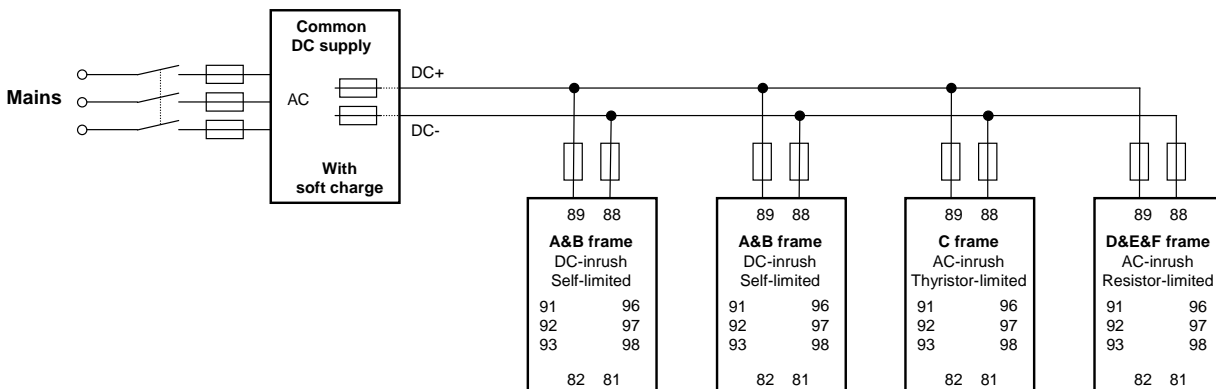 Common
DC supply
Mains
AC
DC+
DC-
With
soft charge
89 88
A&B frame
DC-inrush
Self-limited
91 96
92 97
93 98
82 81
89 88
A&B frame
DC-inrush
Self-limited
91 96
92 97
93 98
82 81
89 88
C frame
AC-inrush
Thyristor-limited
91 96
92 97
93 98
82 81
89 88
D&E&F frame
AC-inrush
Resistor-limited
91 96
92 97
93 98
82 81